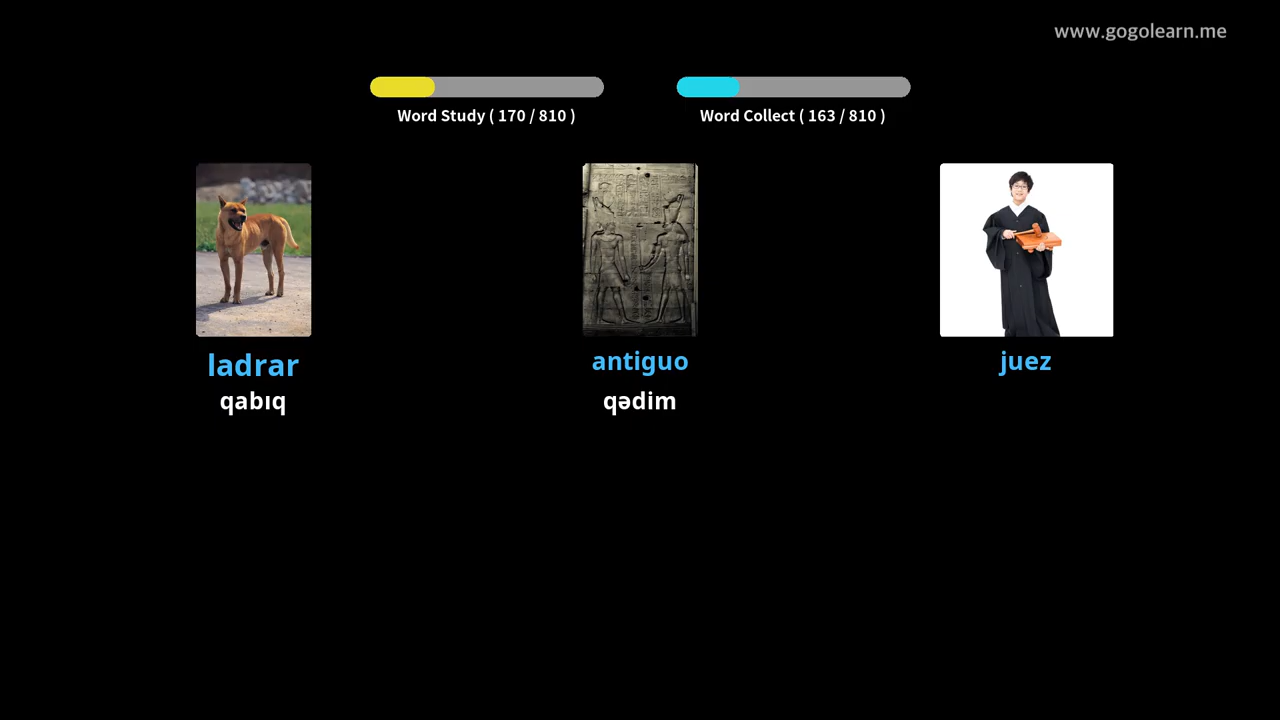 www.gogolearn.me
Word Study ( 170 / 810 )
Word Collect ( 163 / 810 )
ladrar
antiguo
juez
qabıq
qədim